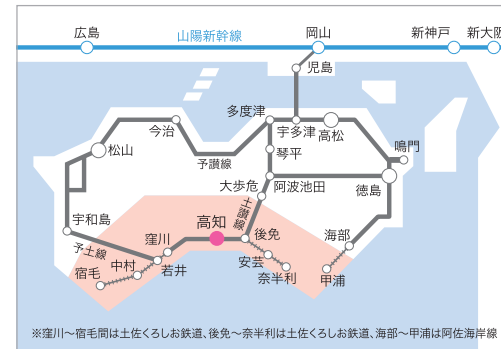 広島
山陽新幹線
岡山
新神戸
新大阪
児島
多度津
今治
宇多津
高松
松山
予讃線
琴平
鳴門
大歩危
阿波池田
徳島
土讃線
宇和島
高知
窪川
後免
海部
予土線
安芸
中村
若井
宿毛
奈半利
甲浦
※窪川～宿毛間は土佐くろしお鉄道、後免～奈半利は土佐くろしお鉄道、海部～甲浦は阿佐海岸線